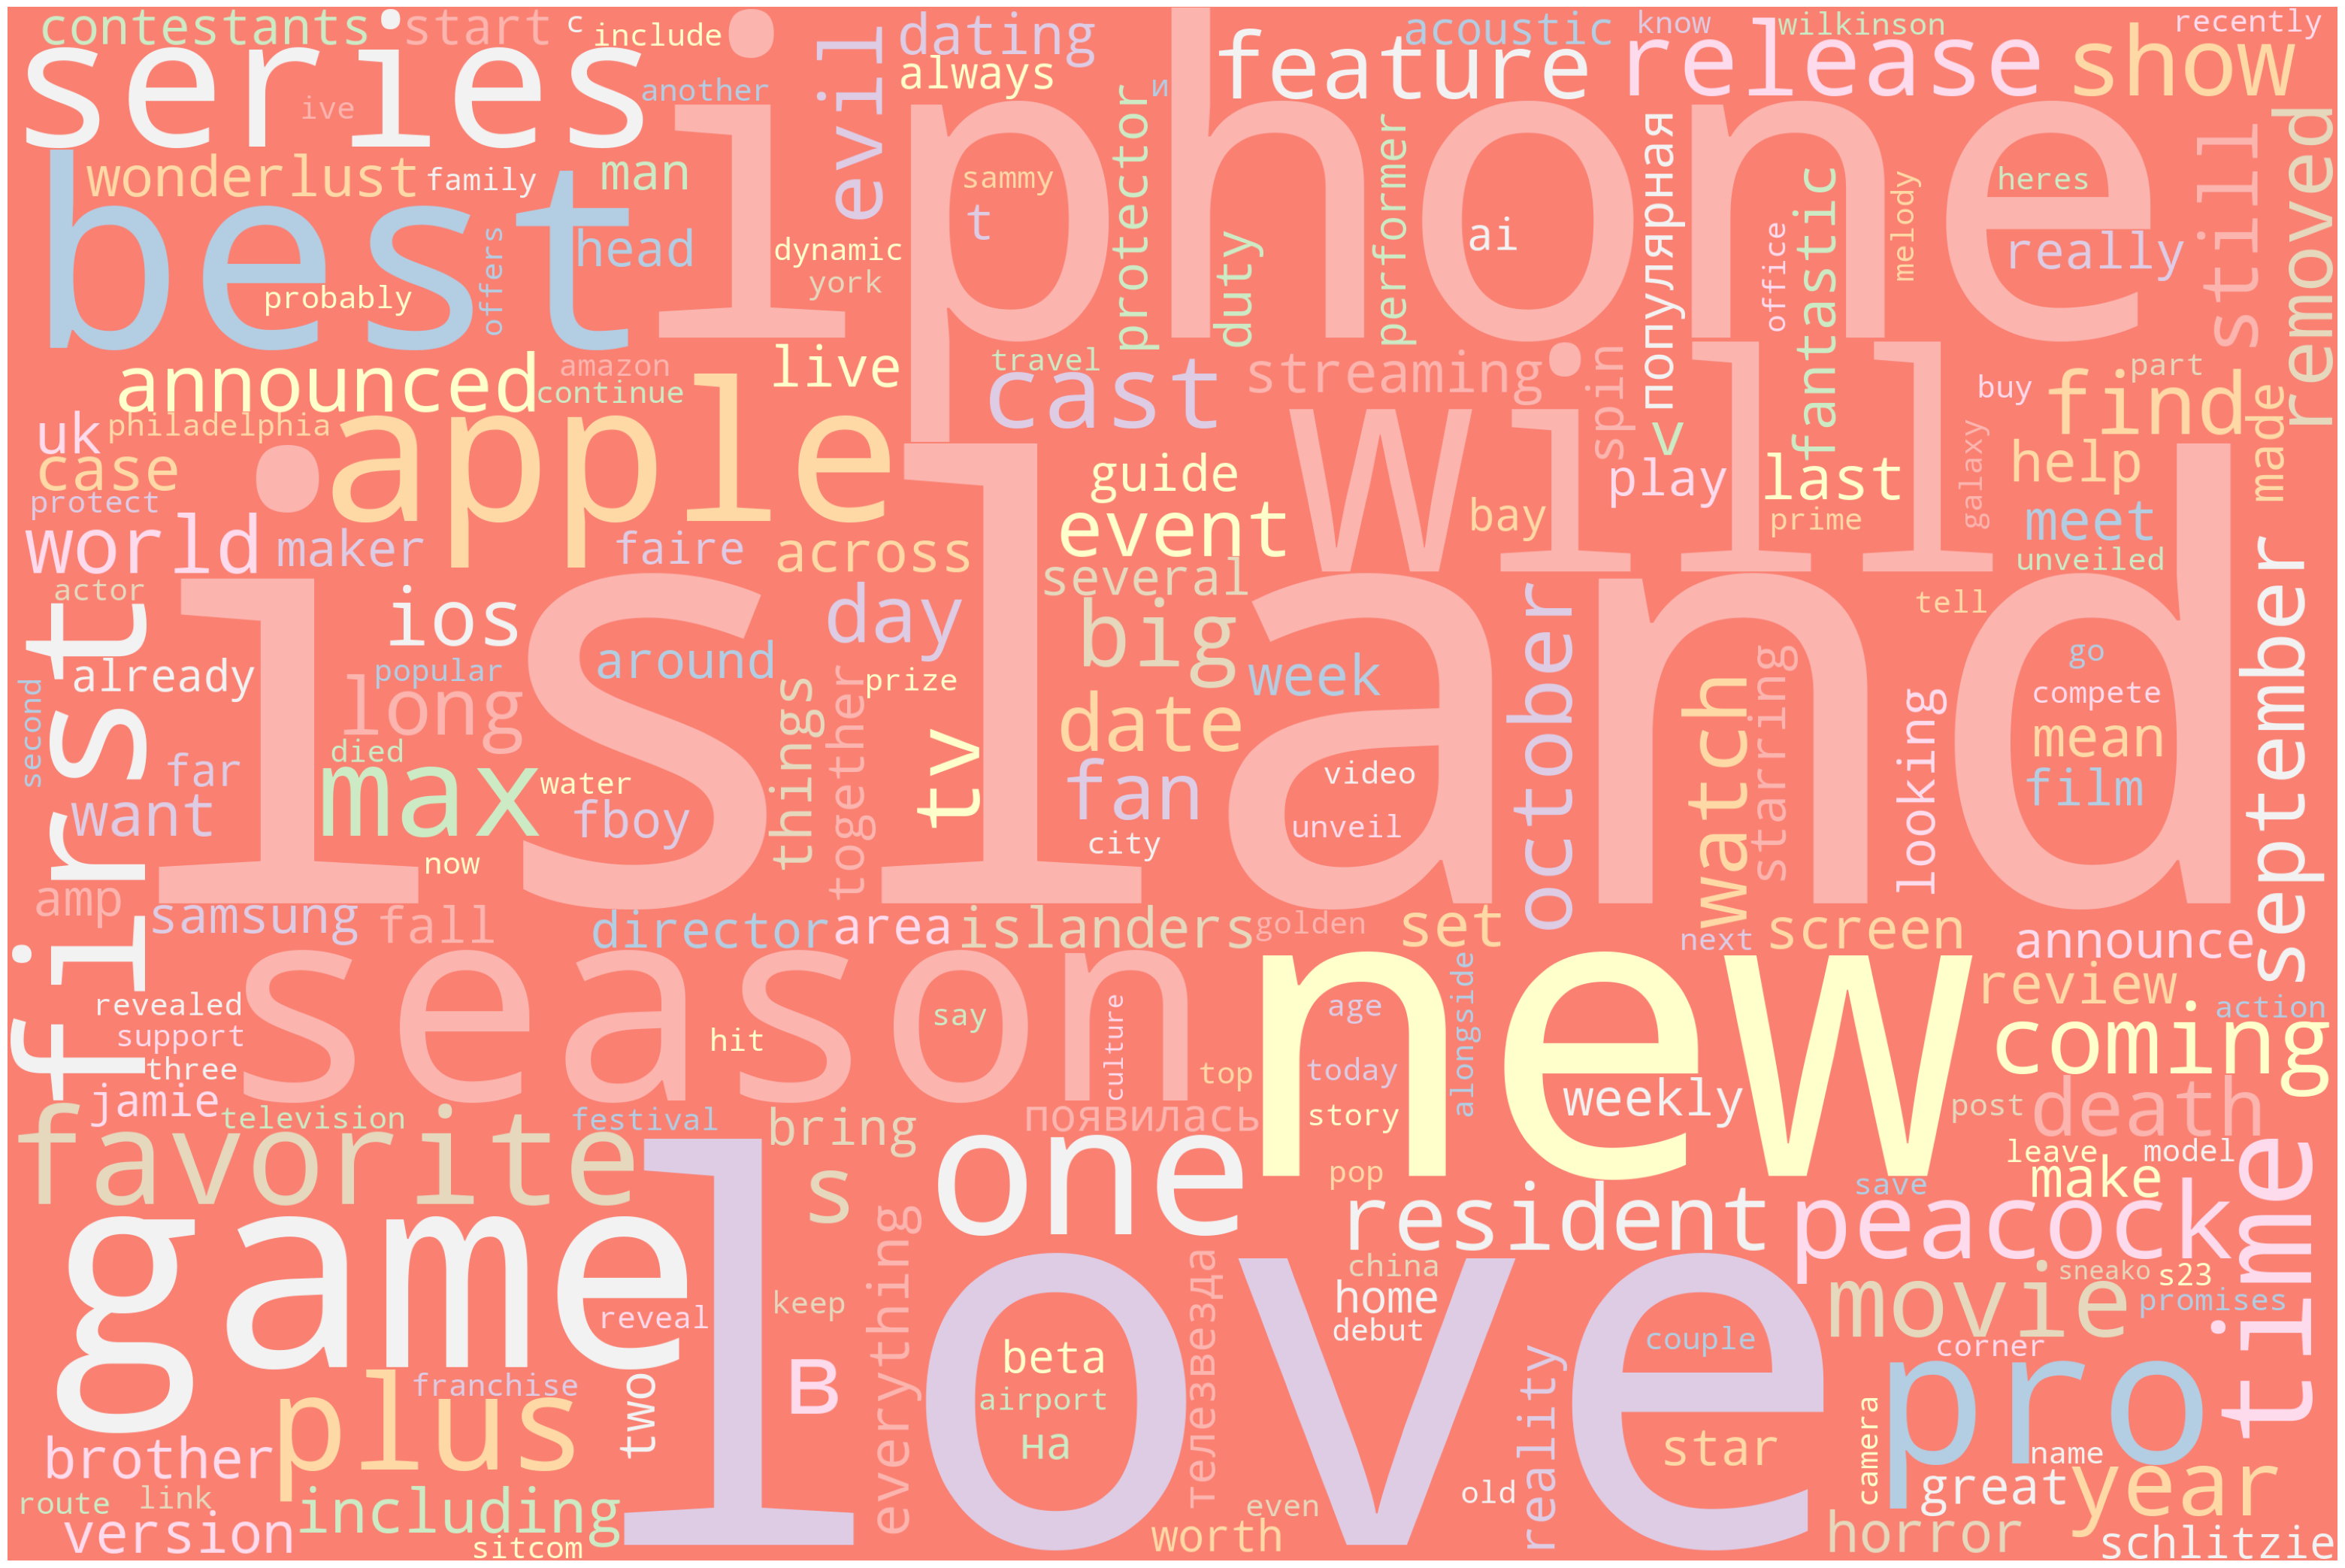 contestants
start
c
include
dating
acoustic
know
wilkinson
recently
series
iphone
feature
release
show
ive
another
evil
always
и
removed
wonderlust
family
man
protector
performer
популярная
fantastic
melody
heres
still
best
head
offers
probably
sammy
t
dynamic
york
duty
ai
office
really
announced
amazon
continue
live
travel
cast
streaming
spin
v
buy
part
find
made
uk
philadelphia
apple
will
case
protect
guide
bay
play
last
prime
galaxy
help
meet
unveiled
world
maker
faire
across
event
several
september
actor
first
island
ios
day
big
october
tell
already
popular
around
long
things
together
prize
week
watch
starring
looking
go
compete
second
far
died
tv
date
mean
want
max
water
fboy
fan
video
unveil
film
now
city
amp
samsung
fall
director
area
islanders
golden
set
next
screen
announce
season
new
revealed
support
three
hit
say
culture
age
alongside
review
action
coming
jamie
top
today
weekly
post
death
television
festival
bring
появилась
story
leave
model
favorite
s
one
pop
make
time
game
love
everything
телезвезда
resident
save
peacock
china
home
debut
movie
sneako
s23
promises
reveal
keep
beta
couple
corner
pro
franchise
two
airport
в
reality
plus
на
star
camera
name
brother
great
year
route
link
including
even
old
version
sitcom
worth
horror
schlitzie